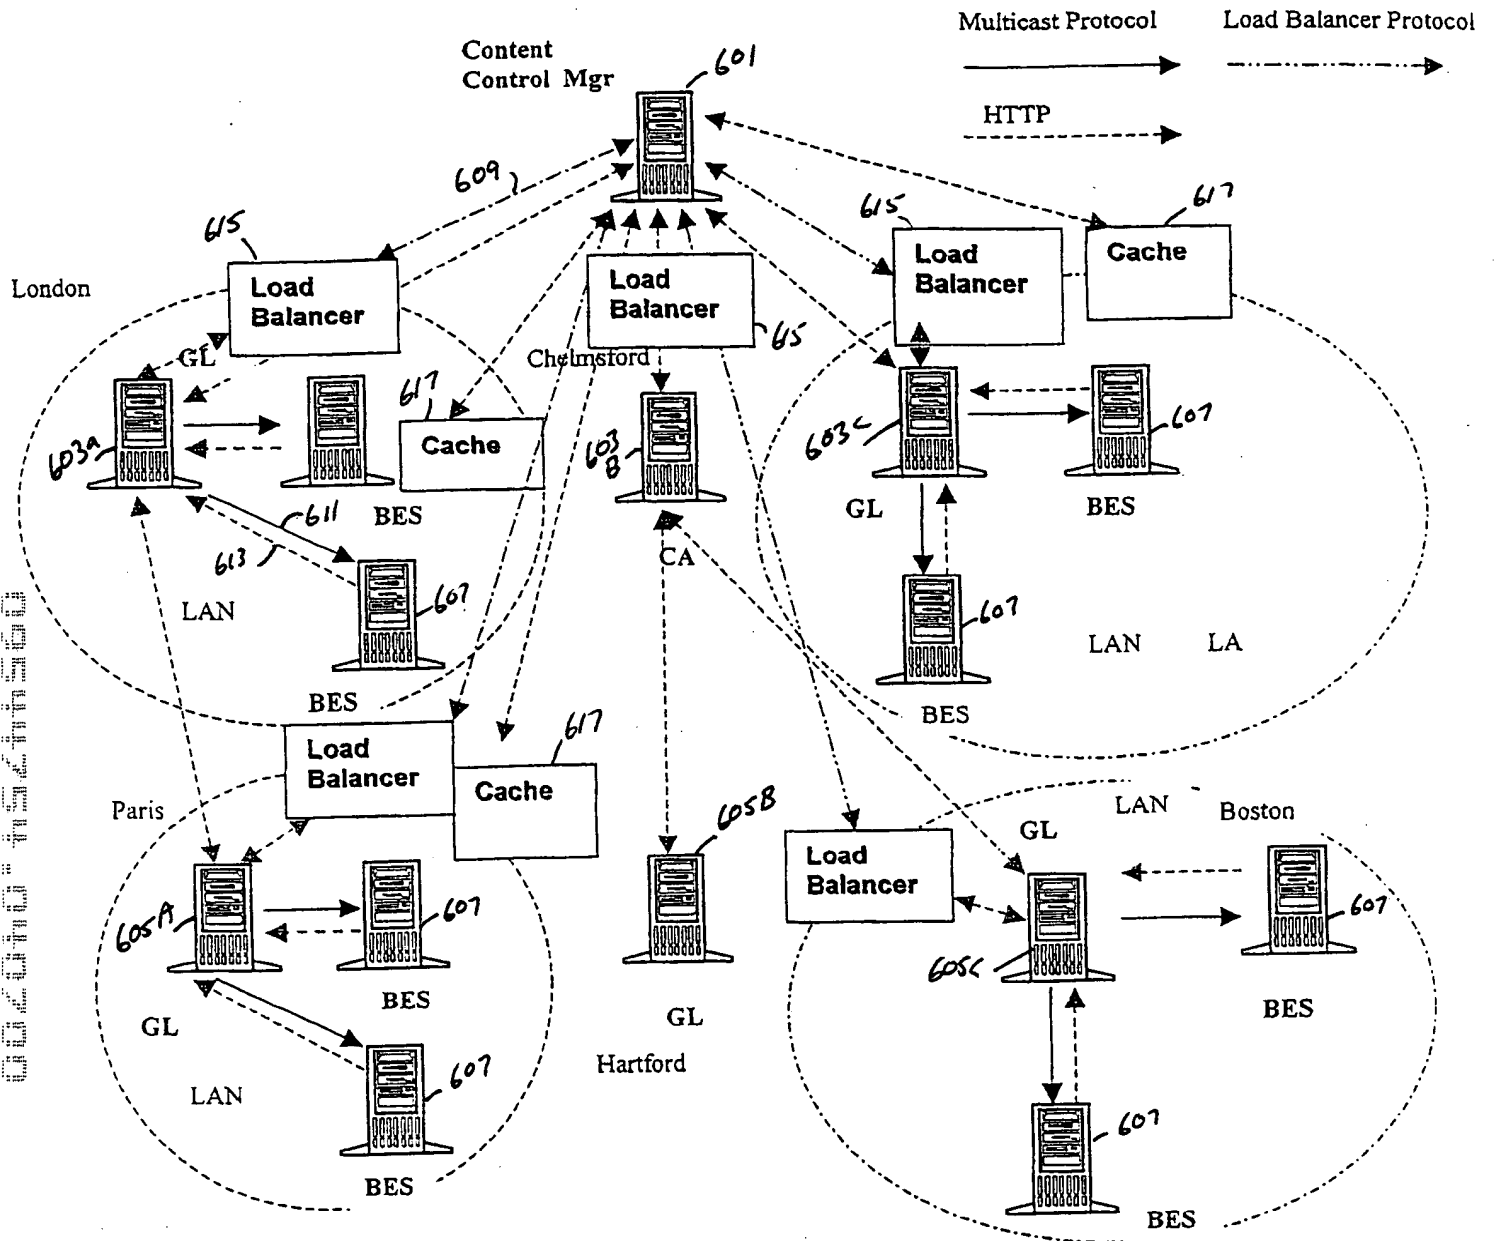 Multicast Protocol
Load Balancer Protocol
HTTP
Content
Control Mgr
601
609
615
Load
Balancer
London
GL
603a
617
Cache
BES
611
613
LAN
607
BES
Load
Balancer
615
Chelmsford
603
B
CA
615
Load
Balancer
617
Cache
603C
607
GL
BES
607
LAN
LA
BES
Load
Balancer
617
Cache
Paris
605A
607
BES
GL
607
LAN
BES
605B
GL
Hartford
Load
Balancer
GL
LAN
Boston
605C
607
BES
607
BES